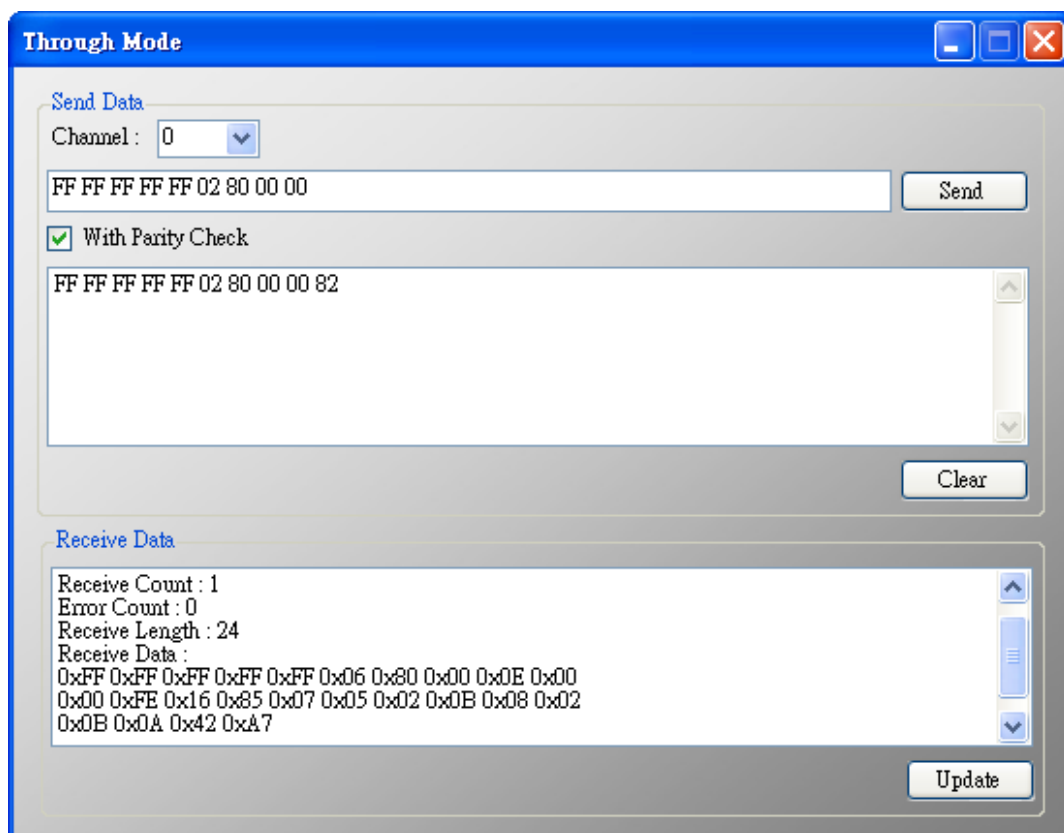 Through Mode
Send Data
Channel : 0
FF FF FF FF FF 02 80 00 00
Send
With Parity Check
FF FF FF FF FF 02 80 00 00 82
Clear
Receive Data
Receive Count : 1
Error Count : 0
Receive Length : 24
Receive Data :
0xFF 0xFF 0xFF 0xFF 0xFF 0x06 0x80 0x00 0x0E 0x00
0x00 0xFE 0x16 0x85 0x07 0x05 0x02 0x0B 0x08 0x02
0x0B 0x0A 0x42 0xA7
Update